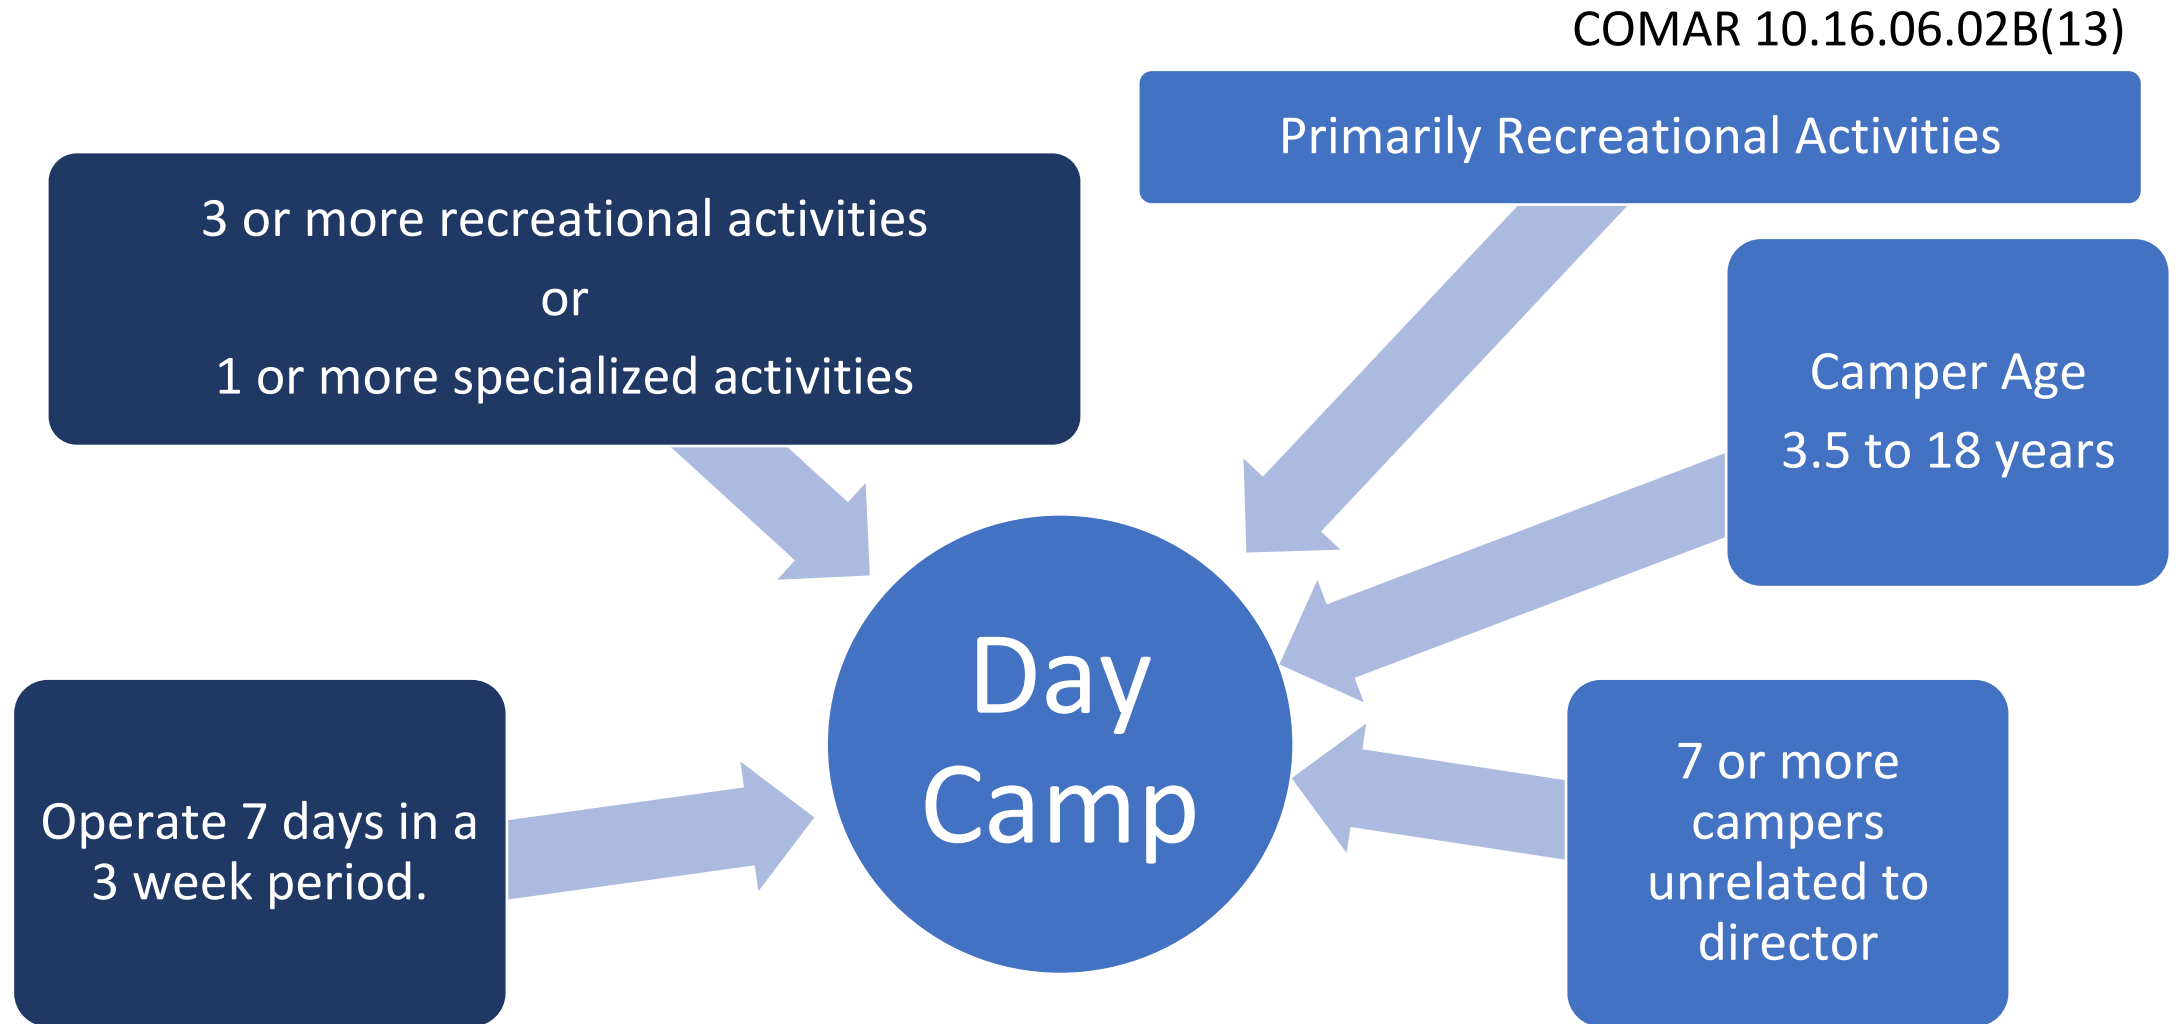 COMAR 10.16.06.02B(13)
Primarily Recreational Activities
3 or more recreational activities
or
1 or more specialized activities
Camper Age
3.5 to 18 years
Day
Camp
Operate 7 days in a
3 week period.
7 or more
campers
unrelated to
director